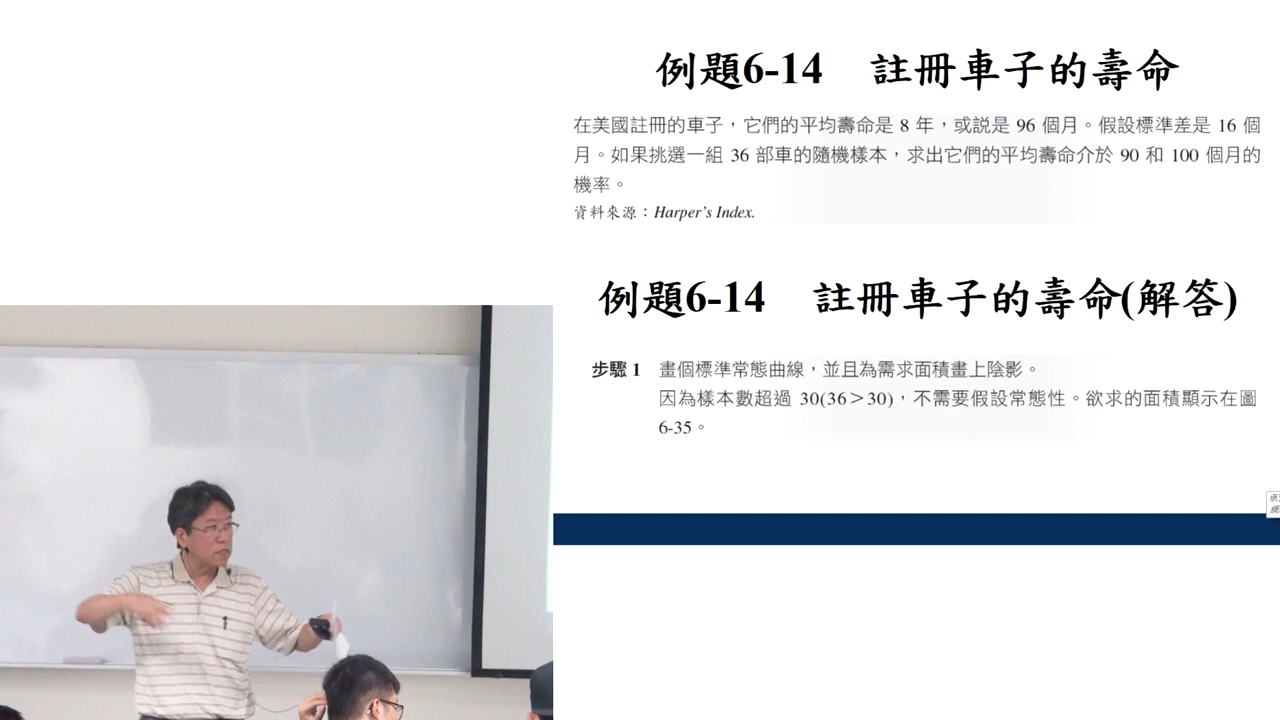 例題6-14 註冊車子的壽命
在美國註冊的車子，它們的平均壽命是 8 年，或説是 96 個月。假設標準差是 16 個
月。如果挑選一組 36 部車的隨機樣本，求出它們的平均壽命介於 90 和 100 個月的
機率。
資料來源：Harper's Index.
例題6-14 註冊車子的壽命(解答)
步驟 1 畫個標準常態曲線，並且為需求面積畫上陰影。
因為樣本數超過 30(36＞30)，不需要假設常態性。欲求的面積顯示在圖
6-35。